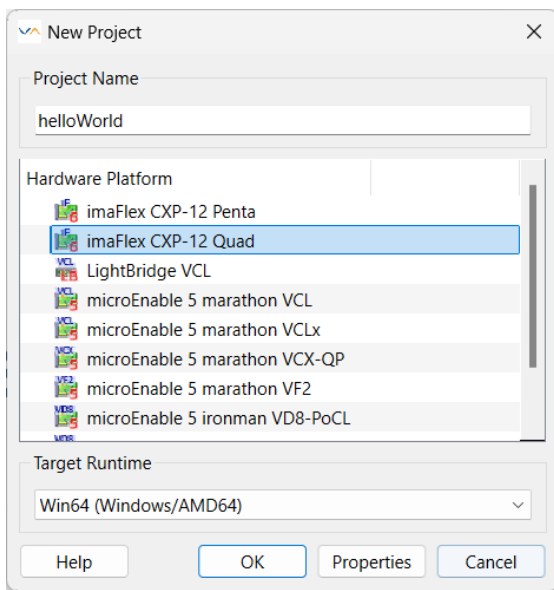 New Project
Project Name
helloWorld
Hardware Platform
imaFlex CXP-12 Penta
imaFlex CXP-12 Quad
LightBridge VCL
microEnable 5 marathon VCL
microEnable 5 marathon VCLx
microEnable 5 marathon VCX-QP
microEnable 5 marathon VF2
microEnable 5 ironman VD8-PoCL
Target Runtime
Win64 (Windows/AMD64)
Help OK Properties Cancel